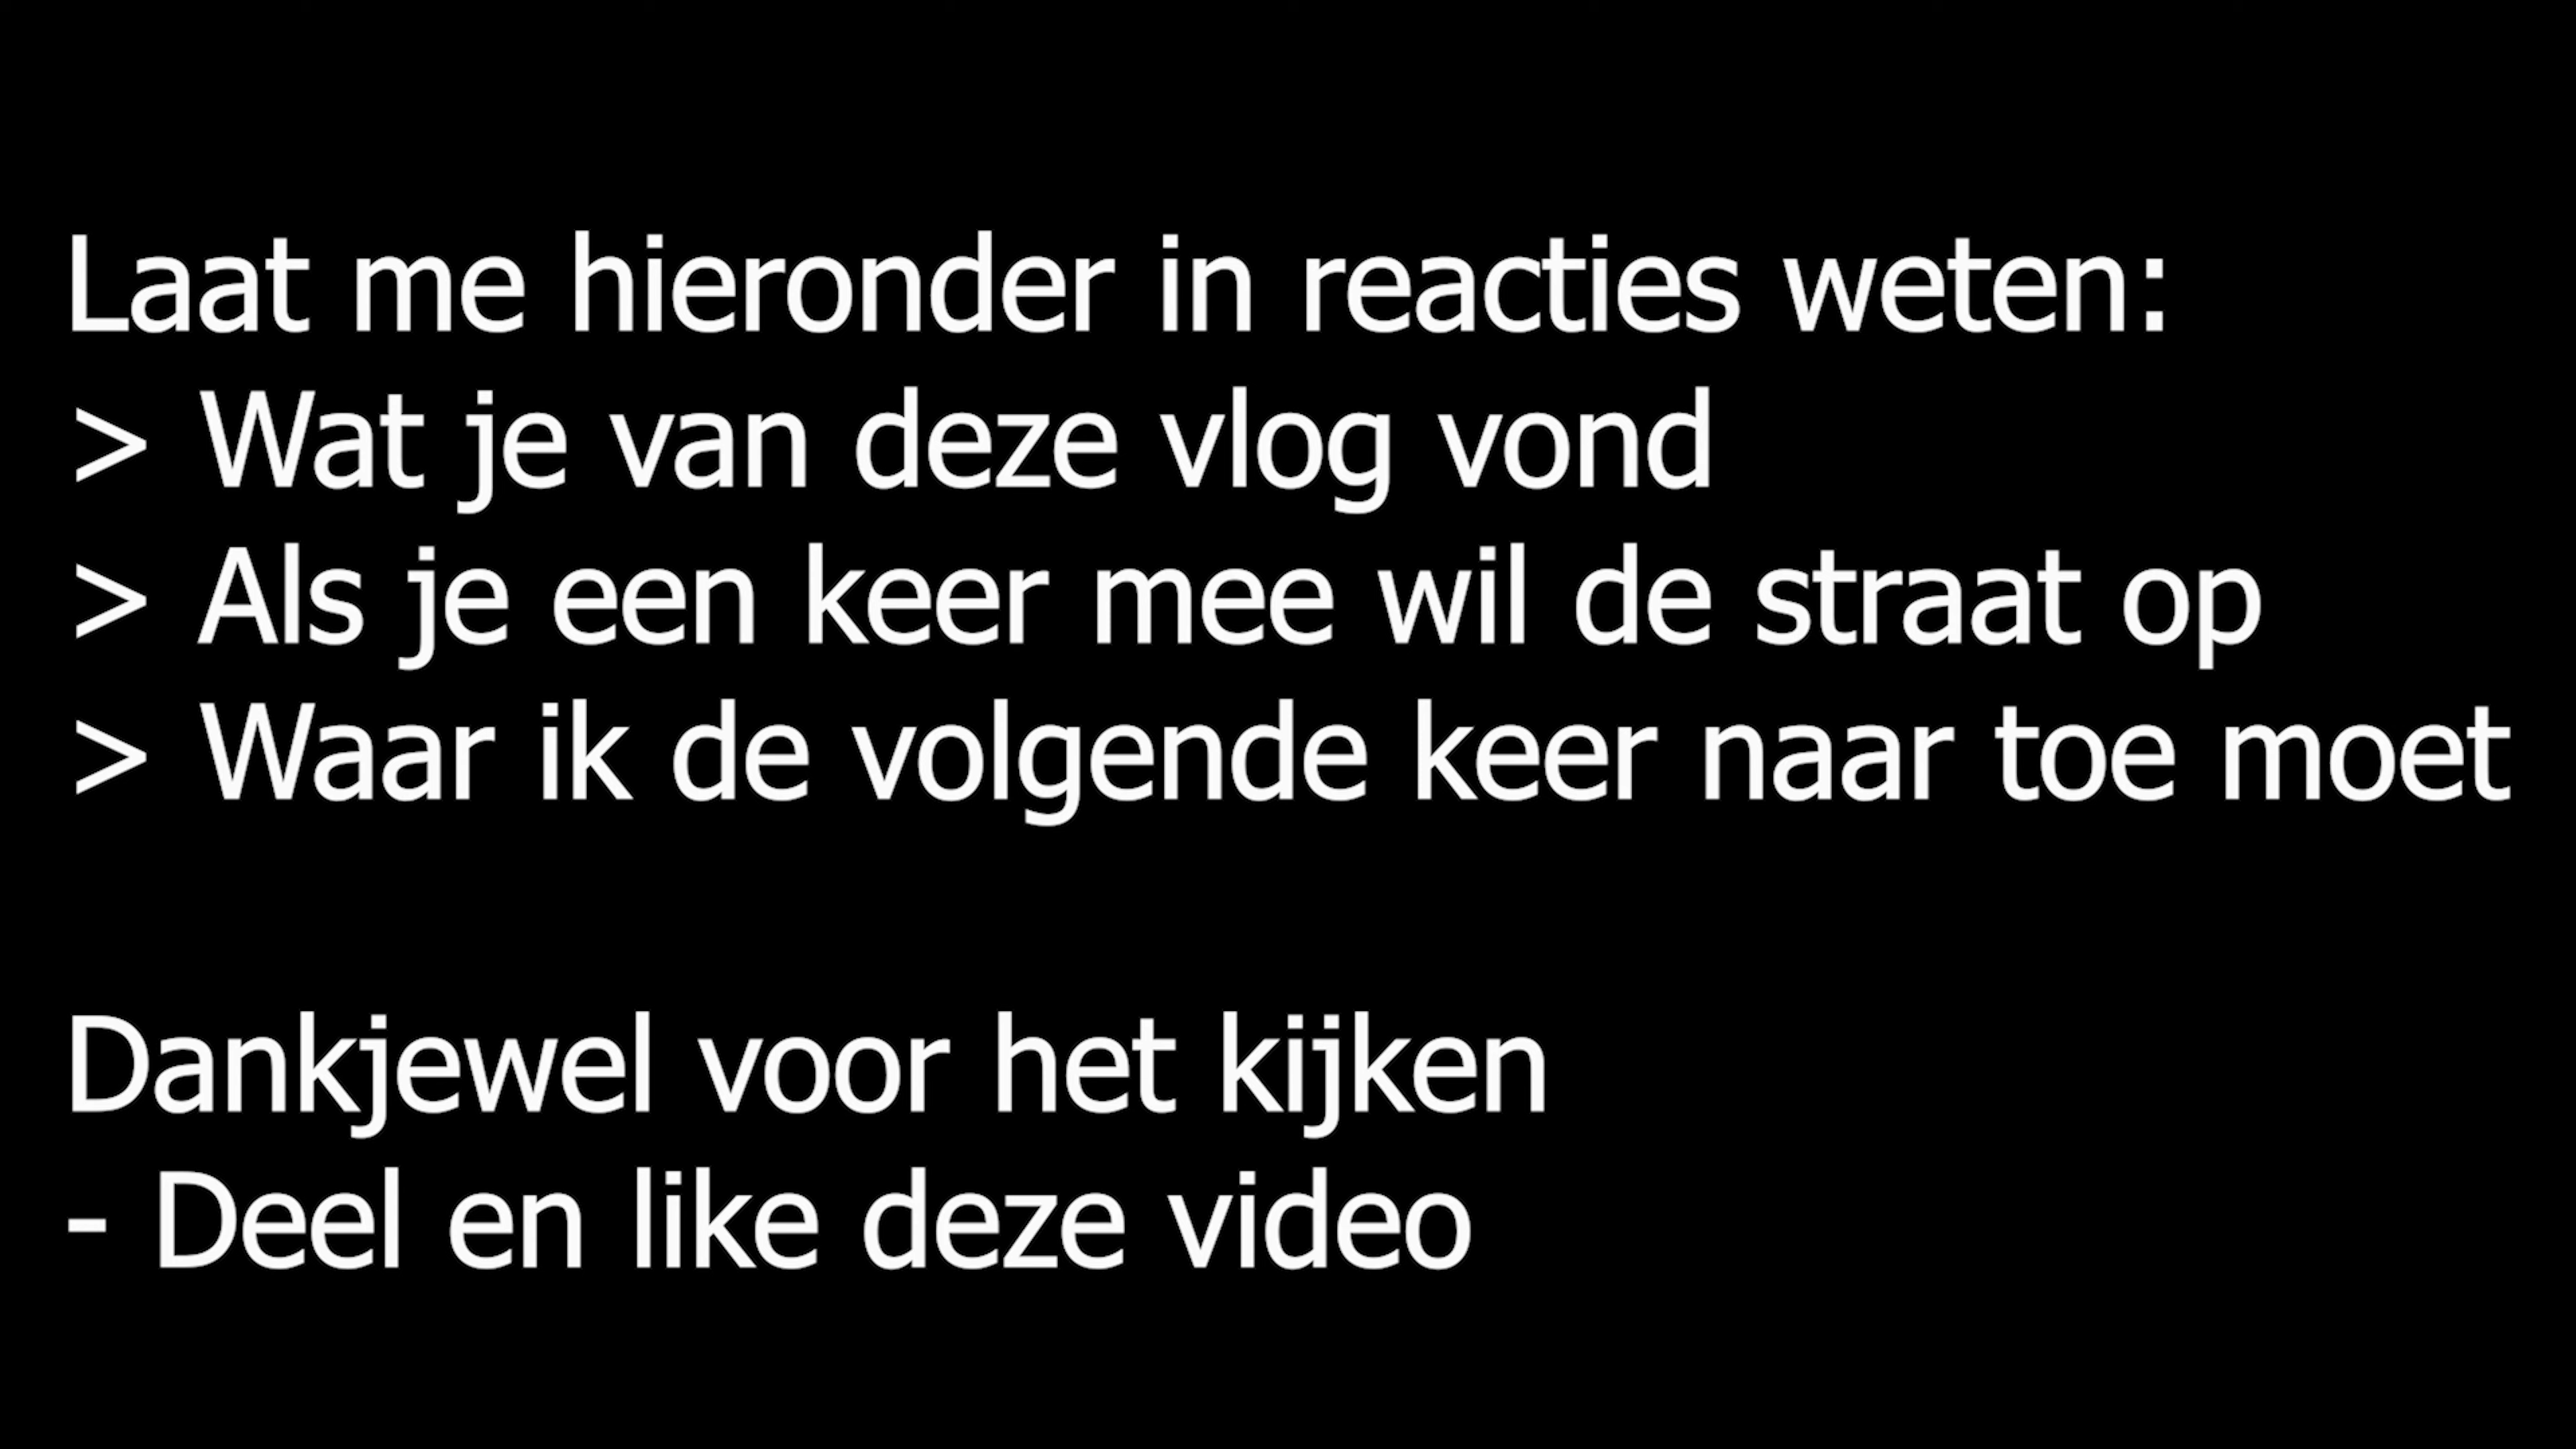 Laat me hieronder in reacties weten:
> Wat je van deze vlog vond
> Als je een keer mee wil de straat op
> Waar ik de volgende keer naar toe moet
Dankjewel voor het kijken
- Deel en like deze video